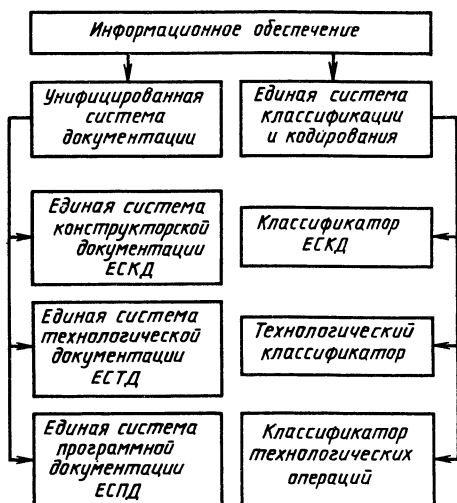 Информационное обеспечение
Унифицированная
система
документации
Единая система
классификации
и кодирования
Единая система
конструкторской
документации
ЕСКД
Классификатор
ЕСКД
Единая система
технологической
документации
ЕСТД
Технологический
классификатор
Единая система
программной
документации
ЕСПД
Классификатор
технологических
операций